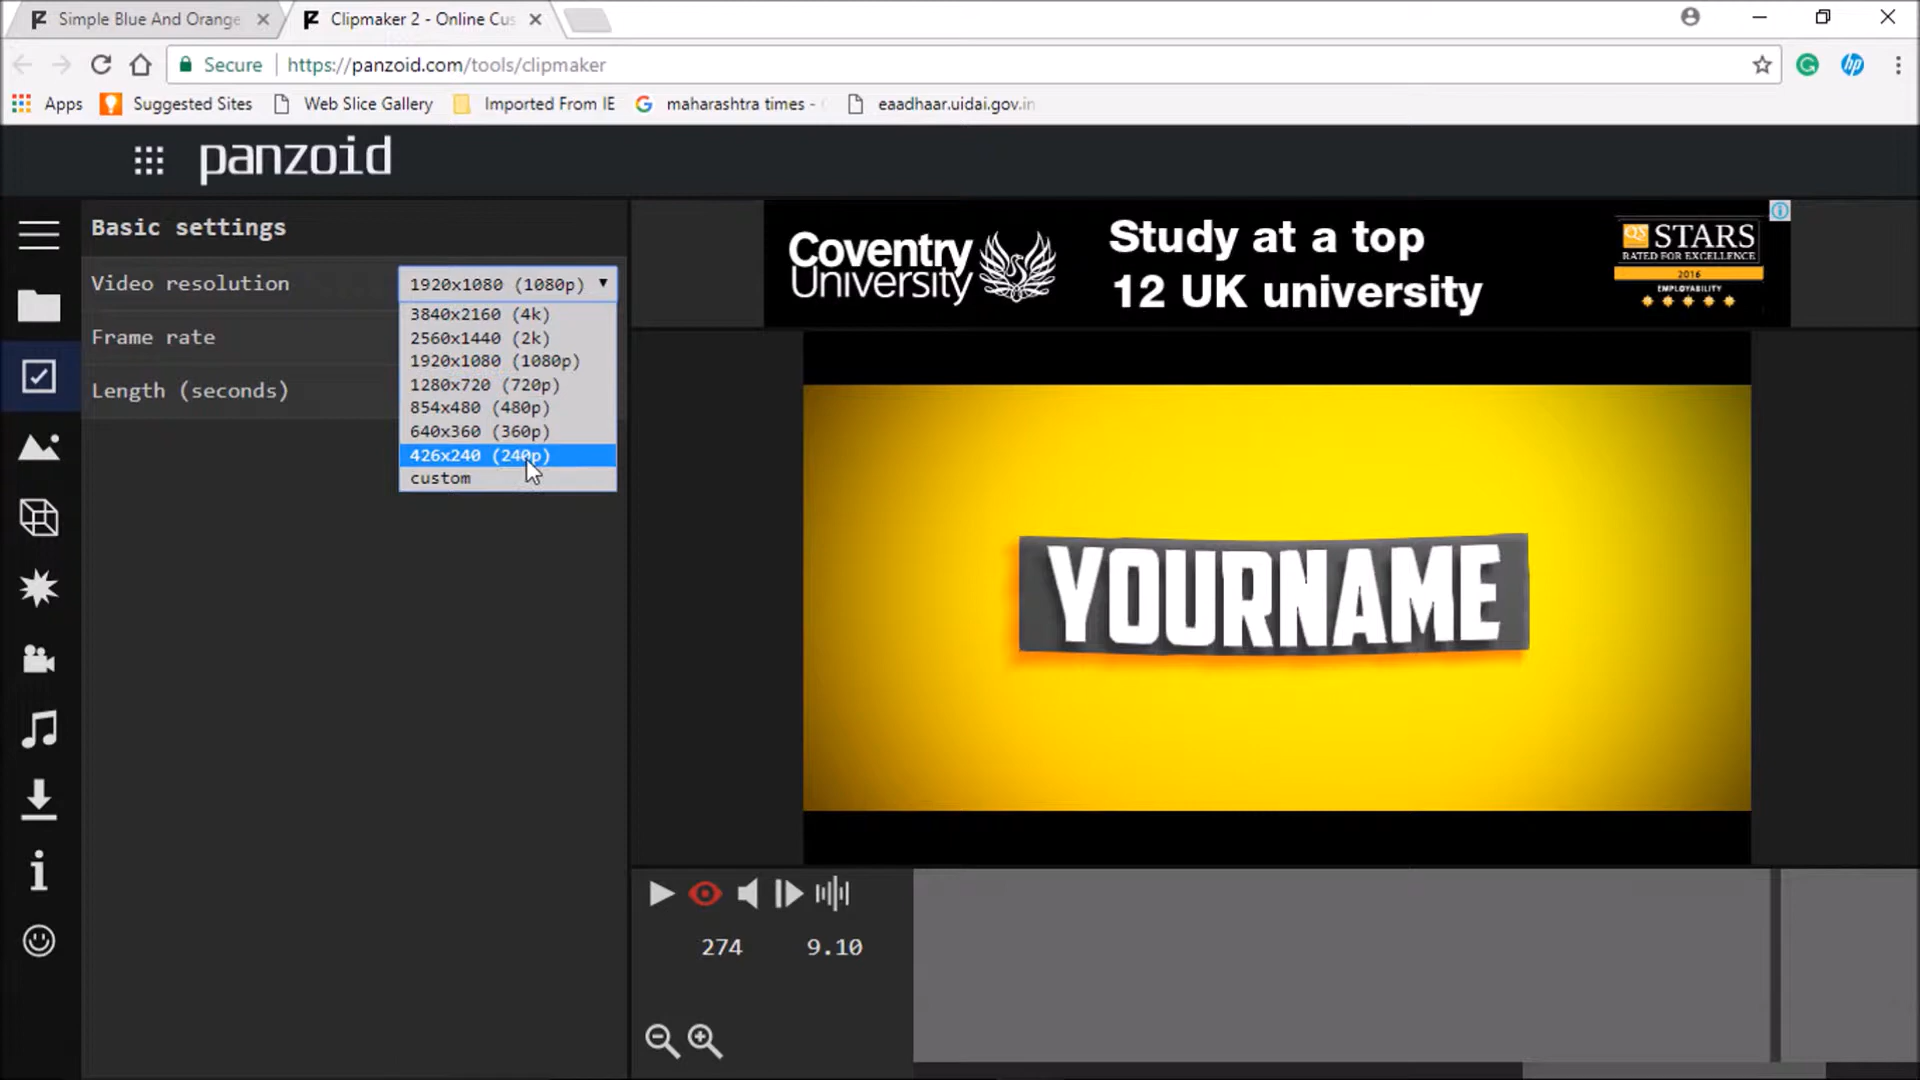 Simple Blue And Orange
Clipmaker 2 - Online Cus
Secure
https://panzoid.com/tools/clipmaker
Apps
Suggested Sites
Web Slice Gallery
Imported From IE
maharashtra times -
eaadhaar.uidai.gov.in
panzoid
Basic settings
Video resolution
1920x1080 (1080p)
3840x2160 (4k)
2560x1440 (2k)
1920x1080 (1080p)
1280x720 (720p)
854x480 (480p)
640x360 (360p)
426x240 (240p)
custom
Frame rate
Length (seconds)
Coventry
University
Study at a top
12 UK university
QS STARS
RATED FOR EXCELLENCE
2016
EMPLOYABILITY
YOURNAME
274
9.10